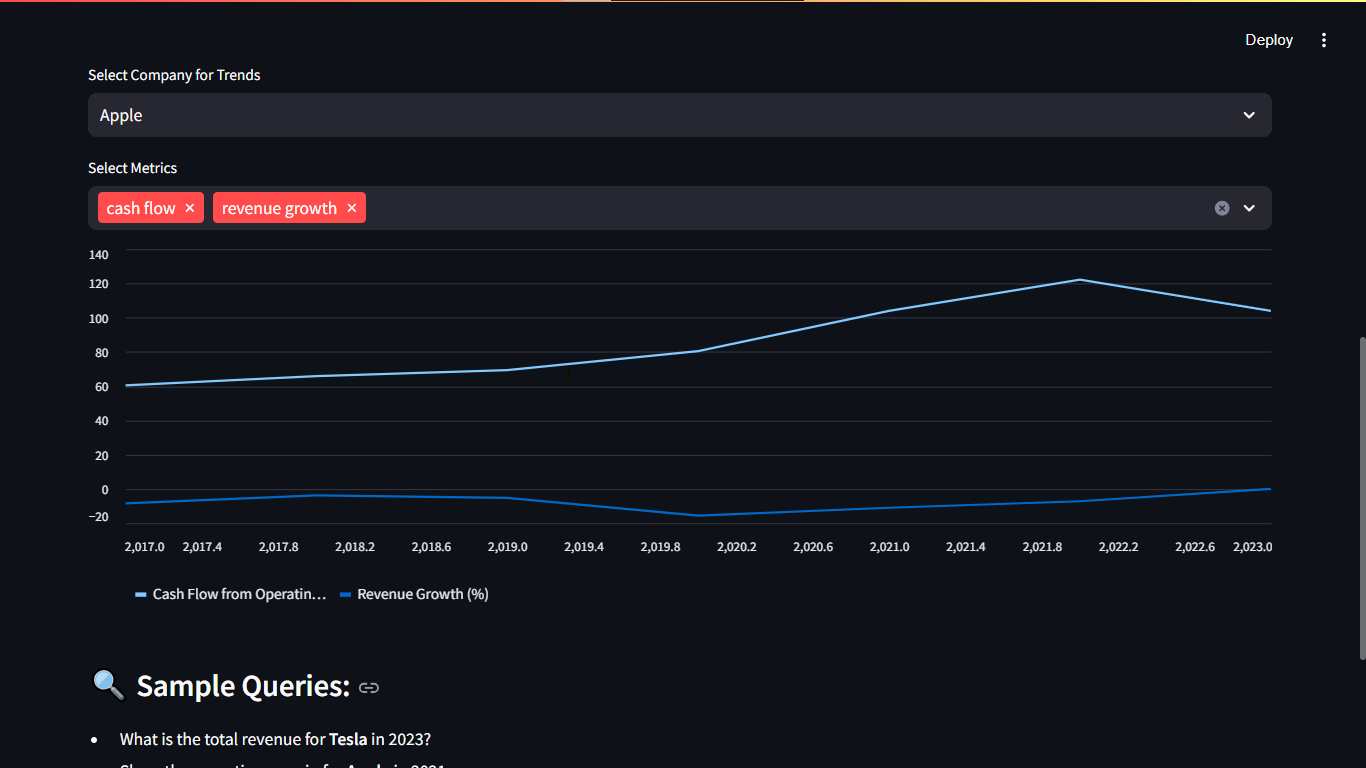 Deploy
Select Company for Trends
Apple
Select Metrics
cash flow × revenue growth ×
140
120
100
80
60
40
20
0
−20
2,017.0 2,017.4 2,017.8 2,018.2 2,018.6 2,019.0 2,019.4 2,019.8 2,020.2 2,020.6 2,021.0 2,021.4 2,021.8 2,022.2 2,022.6 2,023.0
Cash Flow from Operatin… Revenue Growth (%)
Sample Queries:
• What is the total revenue for Tesla in 2023?